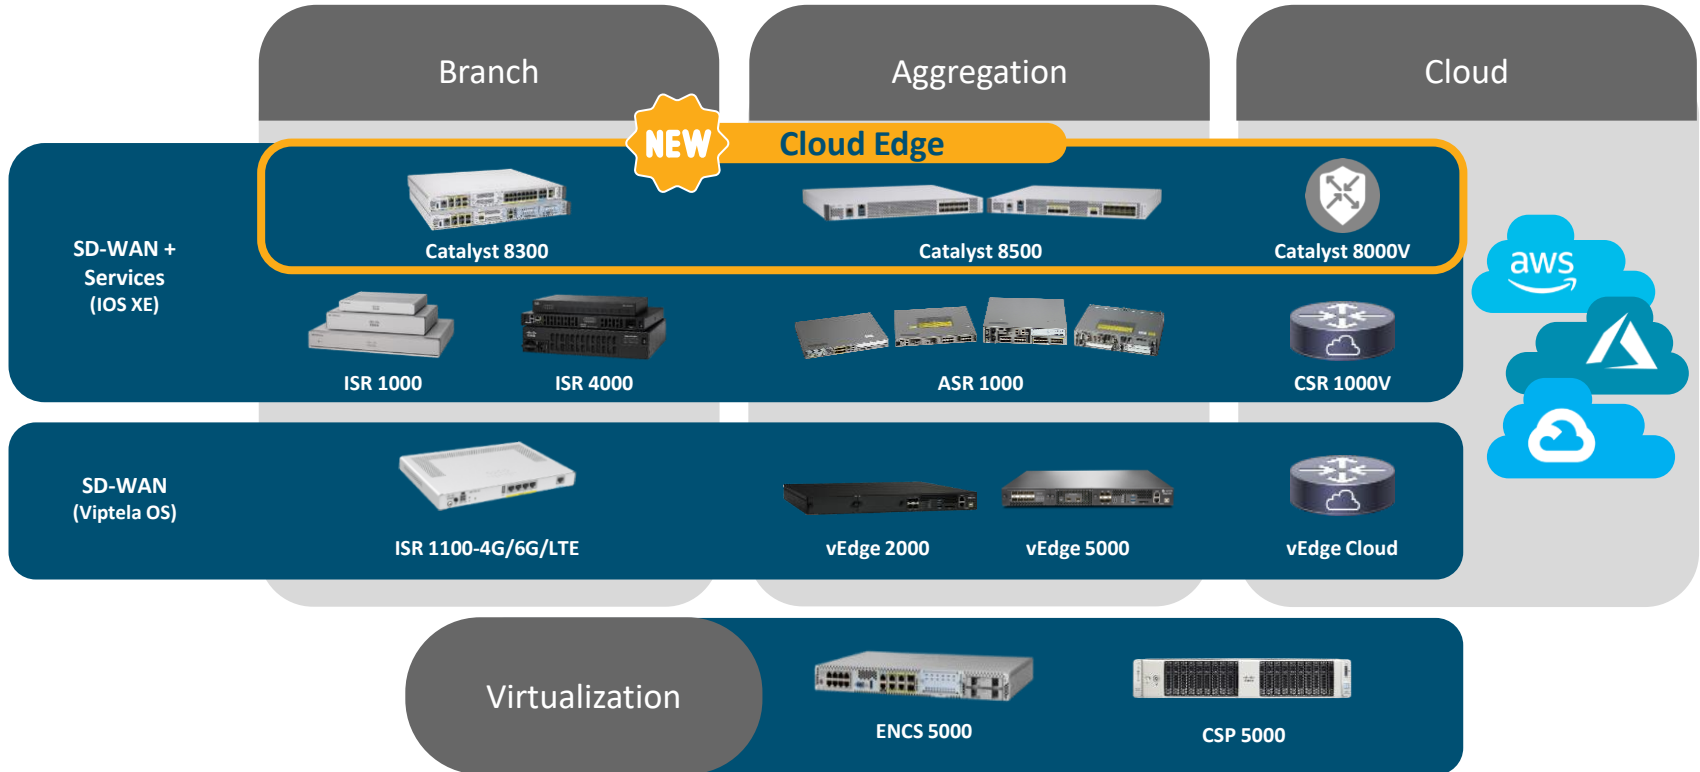 Branch
Aggregation
Cloud
NEW
Cloud Edge
SD-WAN +
Services
(IOS XE)
Catalyst 8300
Catalyst 8500
Catalyst 8000V
aws
ISR 1000
ISR 4000
ASR 1000
CSR 1000V
SD-WAN
(Viptela OS)
ISR 1100-4G/6G/LTE
vEdge 2000
vEdge 5000
vEdge Cloud
Virtualization
ENCS 5000
CSP 5000